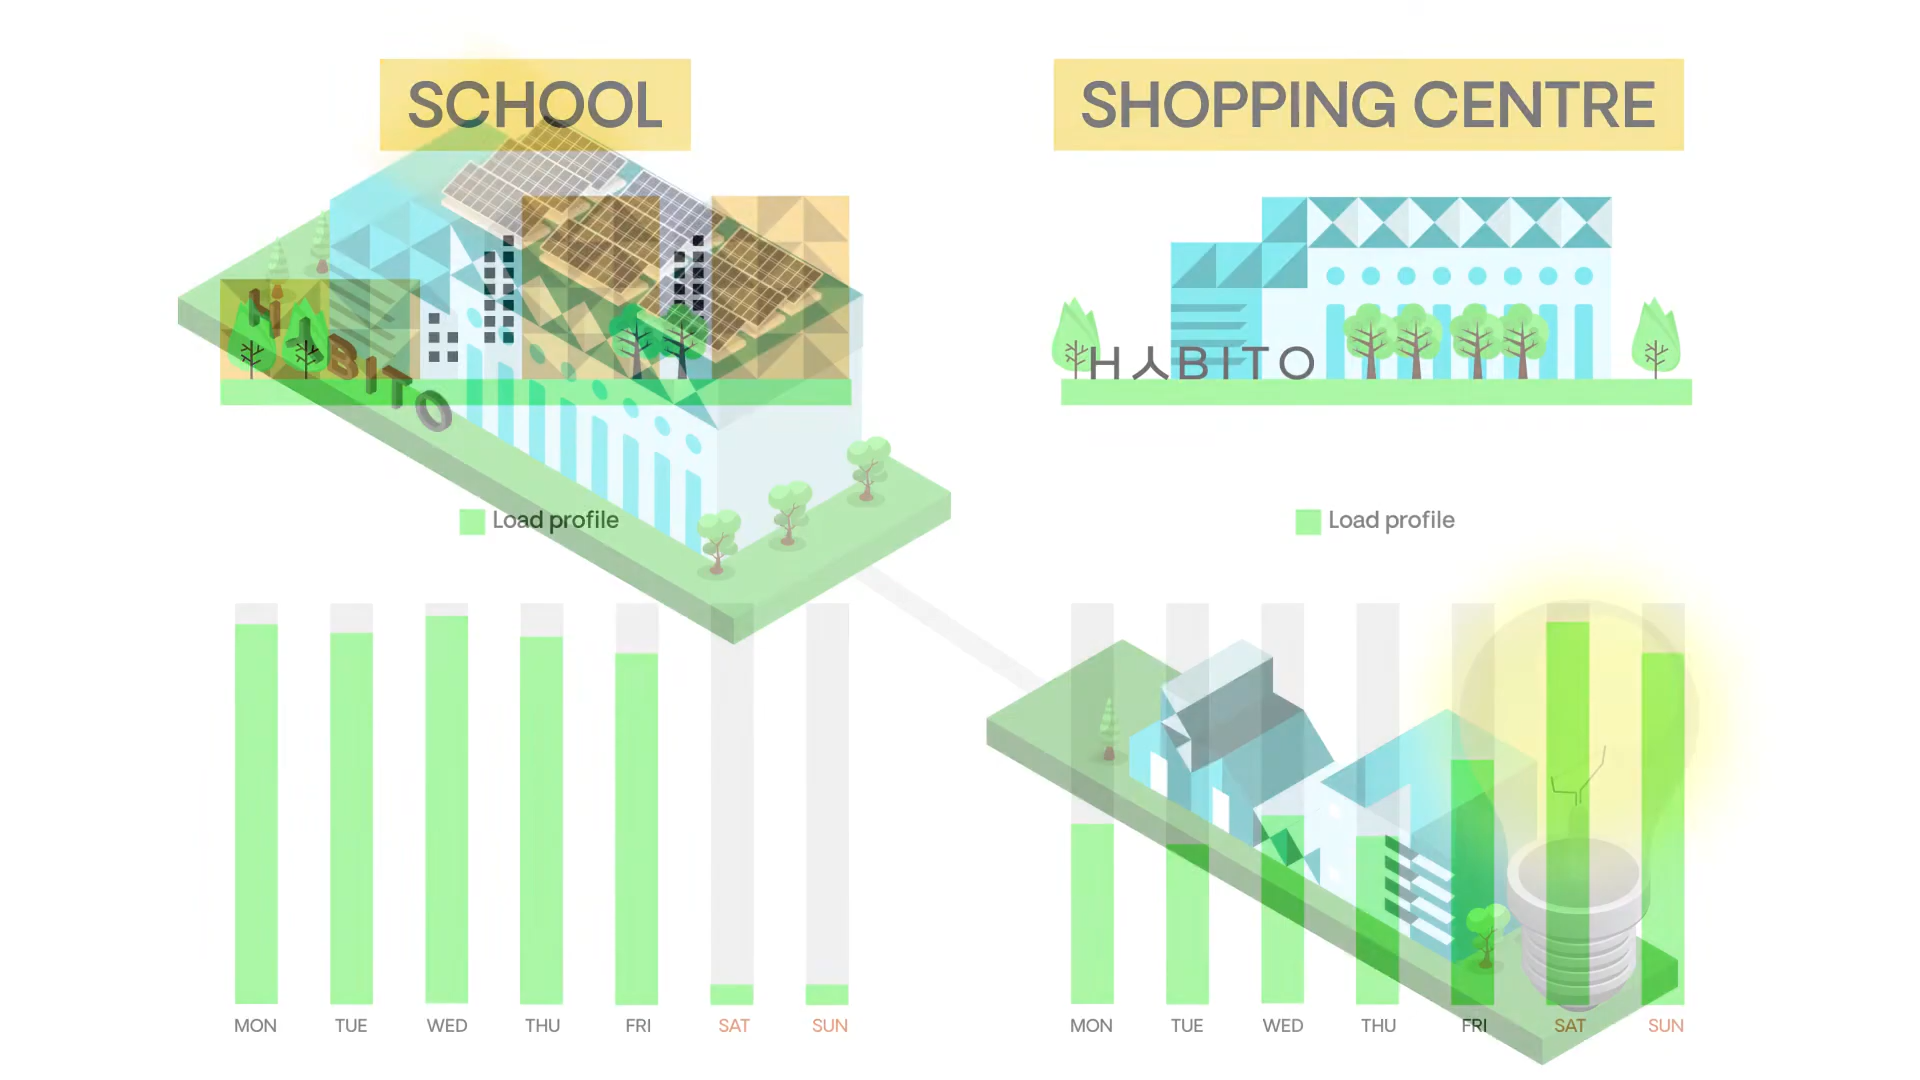 SCHOOL
SHOPPING CENTRE
HABITO
HABITO
Load profile
Load profile
MON TUE WED THU FRI SAT SUN
MON TUE WED THU FRI SAT SUN